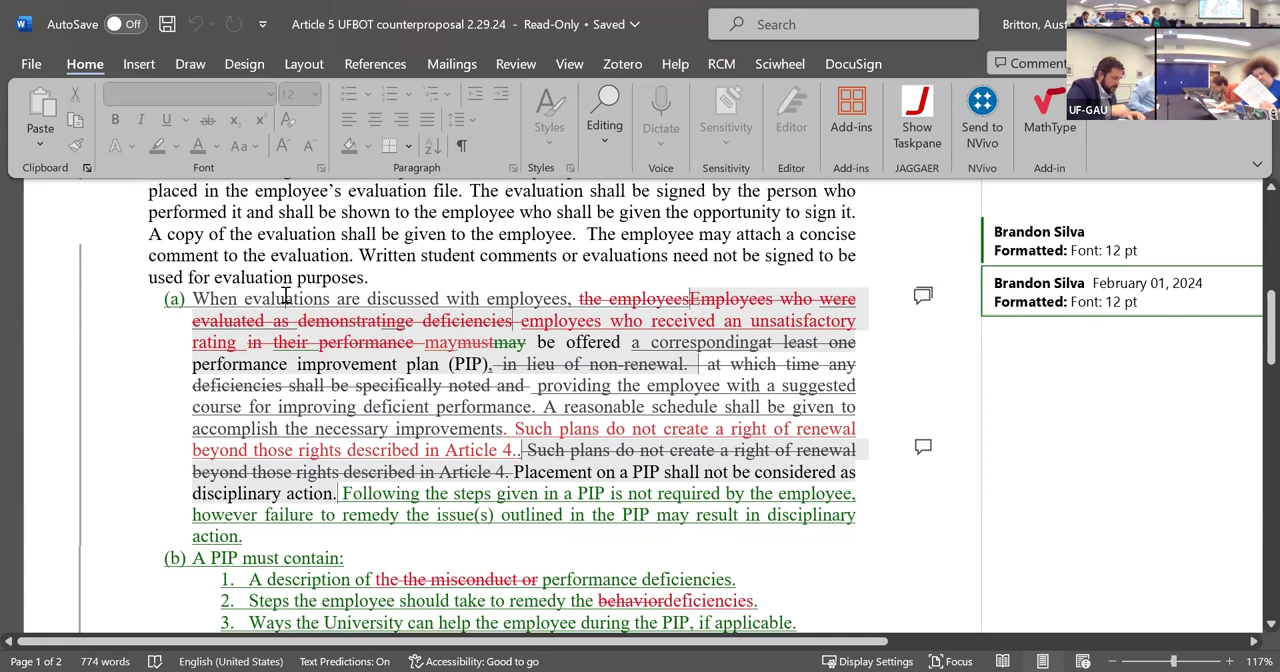 AutoSave Off Article 5 UFBOT counterproposal 2.29.24 - Read-Only • Saved Search Britton, Aust
File Home Insert Draw Design Layout References Mailings Review View Zotero Help RCM Sciwheel DocuSign Comment
UF-GAU
12
Paste Styles Editing Dictate Sensitivity Editor Add-ins Show Taskpane Send to NVivo MathType
Clipboard Font Paragraph Styles Voice Sensitivity Editor Add-ins JAGGAER NVivo Add-in
placed in the employee's evaluation file. The evaluation shall be signed by the person who
performed it and shall be shown to the employee who shall be given the opportunity to sign it.
A copy of the evaluation shall be given to the employee. The employee may attach a concise
comment to the evaluation. Written student comments or evaluations need not be signed to be
used for evaluation purposes.
(a) When evaluations are discussed with employees, the employeesEmployees who were
evaluated as demonstratinge deficiencies employees who received an unsatisfactory
rating in their performance maymustmay be offered a correspondingat least one
performance improvement plan (PIP), in lieu of non-renewal. at which time any
deficiencies shall be specifically noted and providing the employee with a suggested
course for improving deficient performance. A reasonable schedule shall be given to
accomplish the necessary improvements. Such plans do not create a right of renewal
beyond those rights described in Article 4.. Such plans do not create a right of renewal
beyond those rights described in Article 4. Placement on a PIP shall not be considered as
disciplinary action. Following the steps given in a PIP is not required by the employee,
however failure to remedy the issue(s) outlined in the PIP may result in disciplinary
action.
(b) A PIP must contain:
1. A description of the the misconduct or performance deficiencies.
2. Steps the employee should take to remedy the behaviordeficiencies.
3. Ways the University can help the employee during the PIP, if applicable.
Brandon Silva
Formatted: Font: 12 pt
Brandon Silva February 01, 2024
Formatted: Font: 12 pt
Page 1 of 2 774 words English (United States) Text Predictions: On Accessibility: Good to go Display Settings Focus 117%